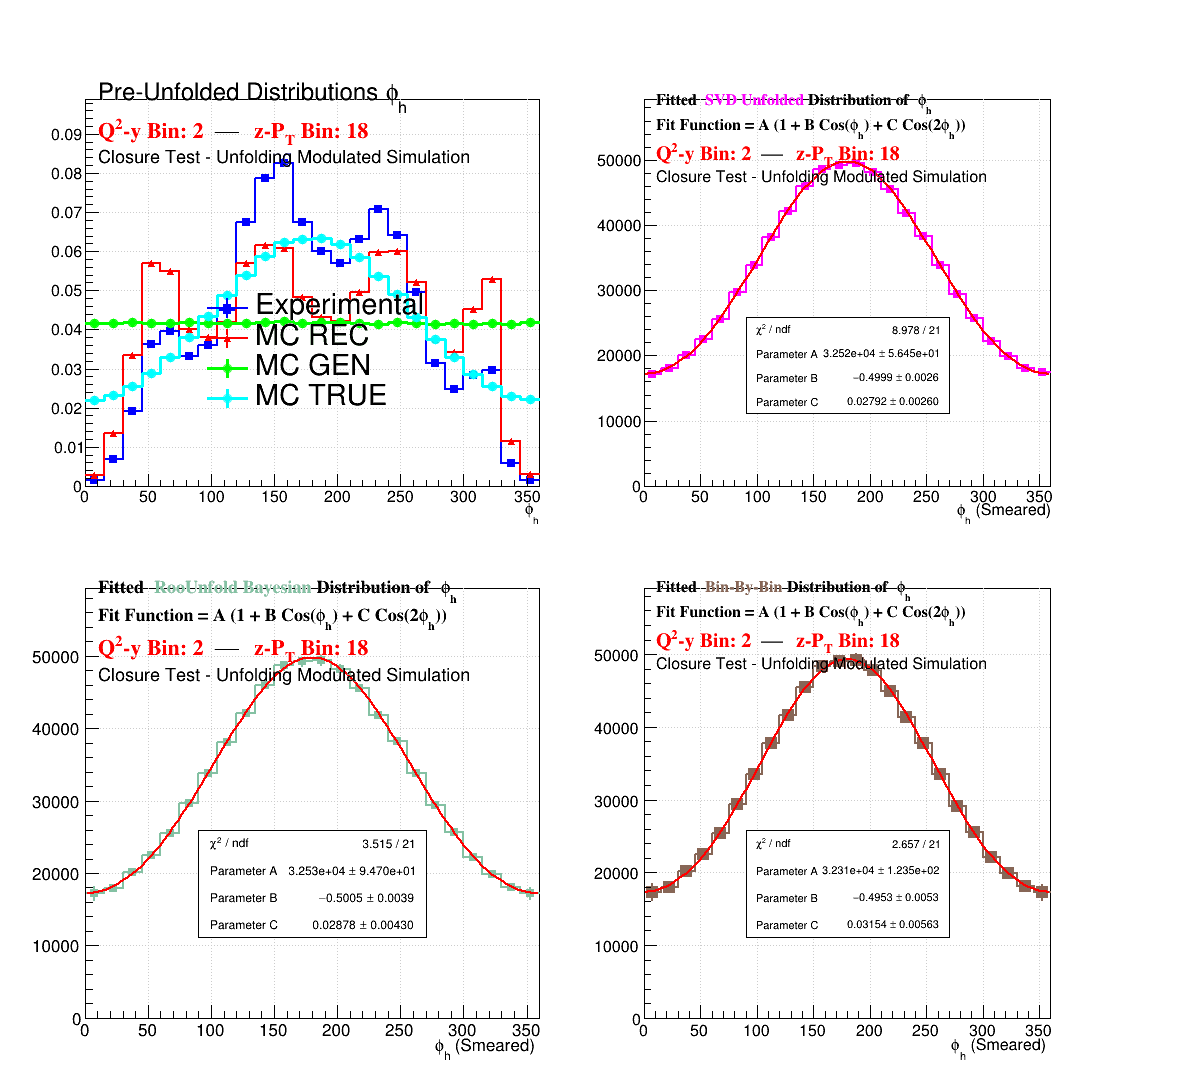 Pre-Unfolded Distributions ϕh
Q2-y Bin: 2 — z-PT Bin: 18
Closure Test - Unfolding Modulated Simulation
0.09
0.08
0.07
0.06
0.05
0.04
0.03
0.02
0.01
0
Experimental
MC REC
MC GEN
MC TRUE
0 50 100 150 200 250 300 350
ϕh
Fitted SVD Unfolded Distribution of ϕh
Fit Function = A (1 + B Cos(ϕh) + C Cos(2ϕh))
Q2-y Bin: 2 — z-PT Bin: 18
Closure Test - Unfolding Modulated Simulation
50000
40000
30000
20000
10000
0
χ2 / ndf 8.978 / 21
Parameter A 3.252e+04 ± 5.645e+01
Parameter B −0.4999 ± 0.0026
Parameter C 0.02792 ± 0.00260
0 50 100 150 200 250 300 350
ϕh (Smeared)
Fitted RooUnfold Bayesian Distribution of ϕh
Fit Function = A (1 + B Cos(ϕh) + C Cos(2ϕh))
Q2-y Bin: 2 — z-PT Bin: 18
Closure Test - Unfolding Modulated Simulation
50000
40000
30000
20000
10000
0
χ2 / ndf 3.515 / 21
Parameter A 3.253e+04 ± 9.470e+01
Parameter B −0.5005 ± 0.0039
Parameter C 0.02878 ± 0.00430
0 50 100 150 200 250 300 350
ϕh (Smeared)
Fitted Bin-By-Bin Distribution of ϕh
Fit Function = A (1 + B Cos(ϕh) + C Cos(2ϕh))
Q2-y Bin: 2 — z-PT Bin: 18
Closure Test - Unfolding Modulated Simulation
50000
40000
30000
20000
10000
0
χ2 / ndf 2.657 / 21
Parameter A 3.231e+04 ± 1.235e+02
Parameter B −0.4953 ± 0.0053
Parameter C 0.03154 ± 0.00563
0 50 100 150 200 250 300 350
ϕh (Smeared)